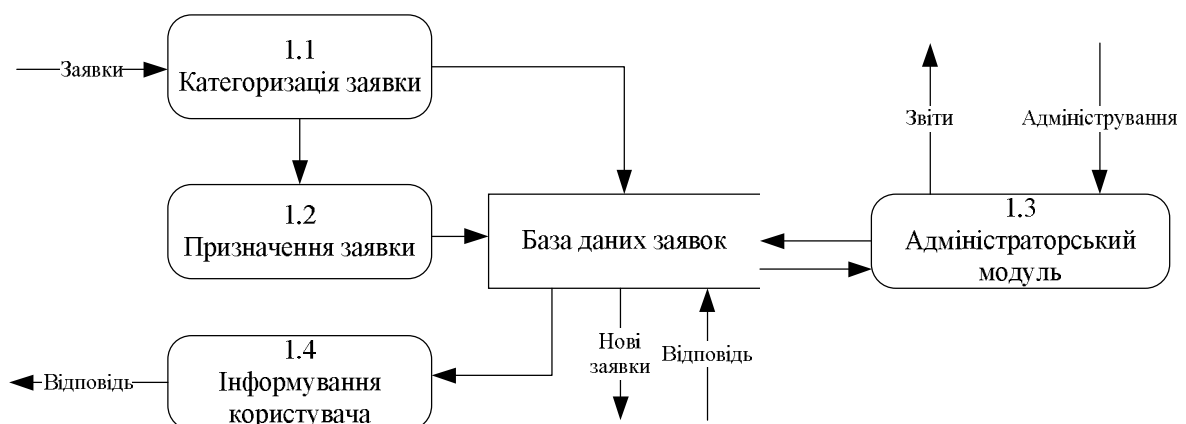 1.1
Заявки
Категоризація заявки
Звіти
Адміністрування
1.2
Призначення заявки
База даних заявок
1.3
Адміністраторський
модуль
1.4
Нові
заявки
Відповідь
Відповідь
Інформування
користувача